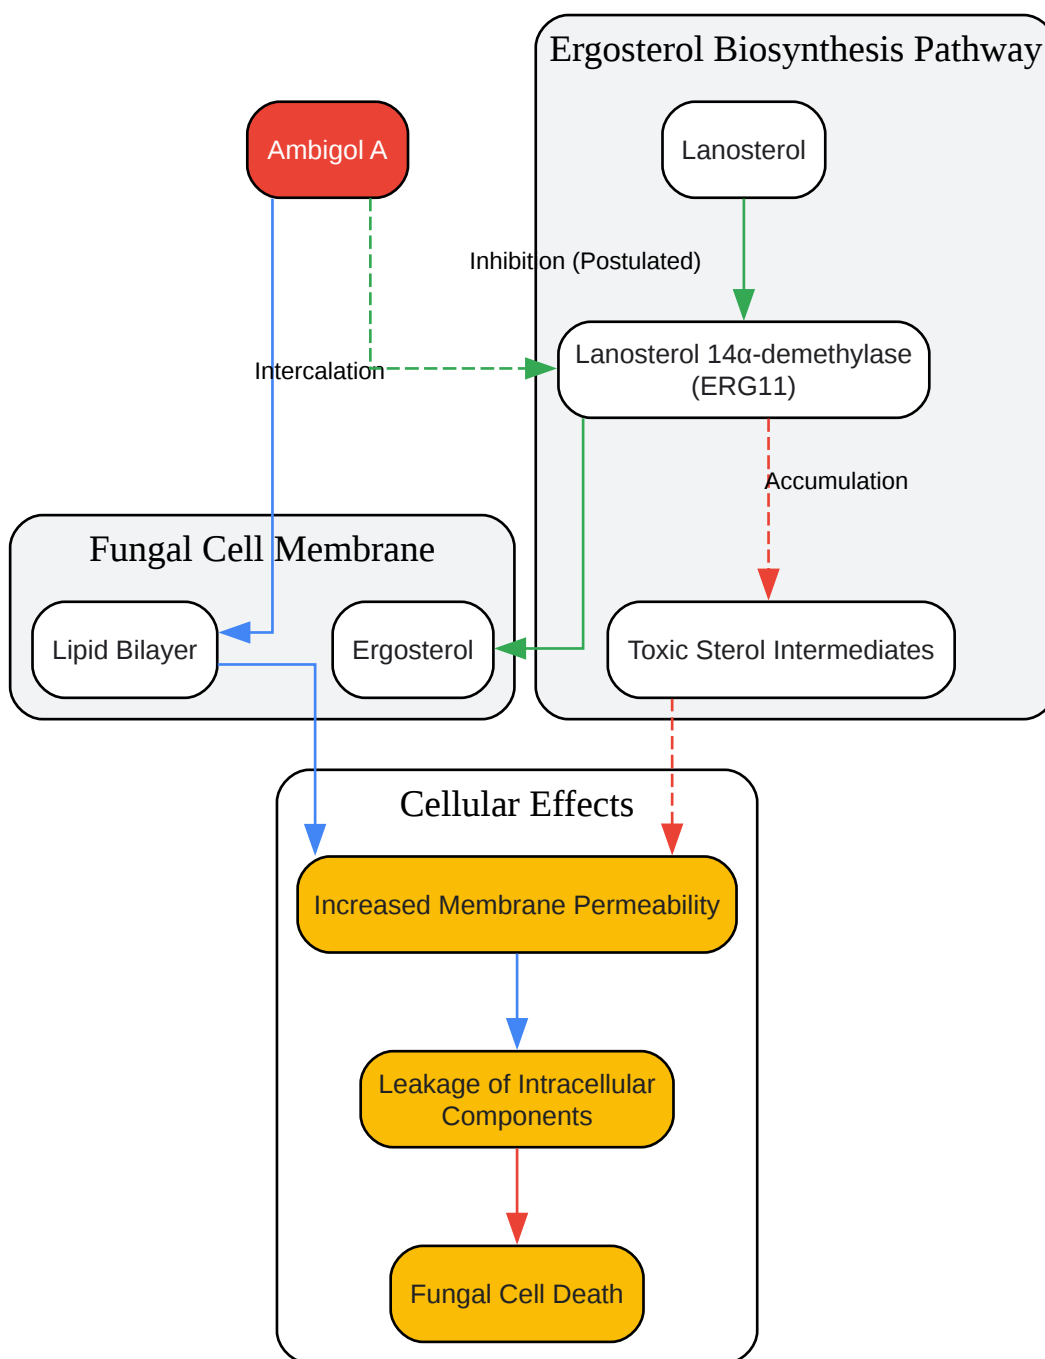 Ergosterol Biosynthesis Pathway
Ambigol A
Lanosterol
Inhibition (Postulated)
Intercalation
Lanosterol 14α-demethylase
(ERG11)
Accumulation
Fungal Cell Membrane
Lipid Bilayer
Ergosterol
Toxic Sterol Intermediates
Cellular Effects
Increased Membrane Permeability
Leakage of Intracellular
Components
Fungal Cell Death